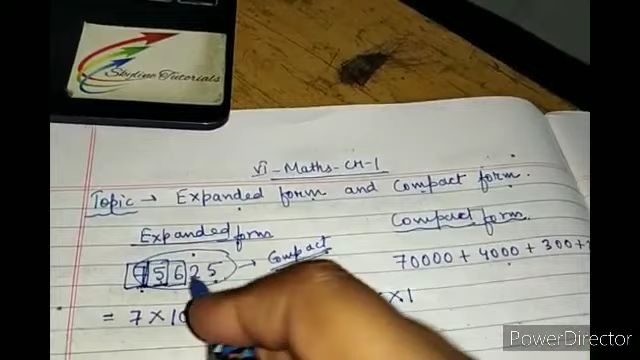 Skyline Tutorials
VI - Maths - CH-1
Topic → Expanded form and Compact form.
Expanded form
Compact form.
75625 → Compact
70000 + 4000 + 300 +
= 7 × 10
×1
PowerDirector